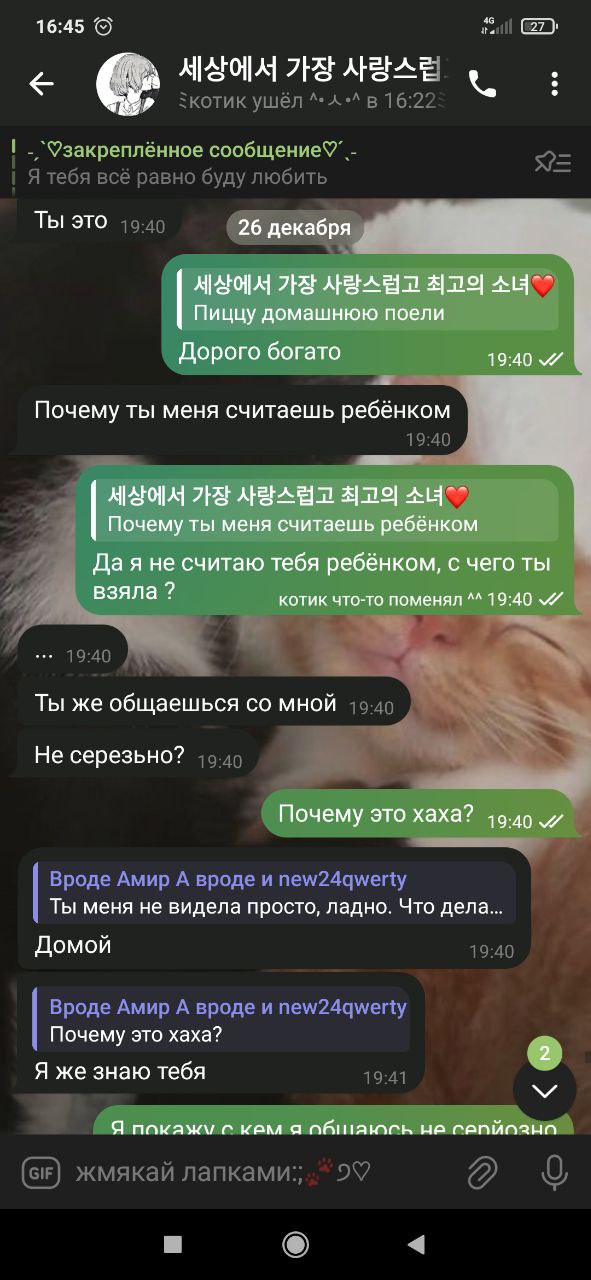 16:45
4G
27
세상에서 가장 사랑스럽
котик ушёл ^•ㅅ•^ в 16:22
˗ˏˋ♡закреплённое сообщение♡ˊˎ˗
Я тебя всё равно буду любить
Ты это 19:40
26 декабря
세상에서 가장 사랑스럽고 최고의 소녀❤️
Пиццу домашнюю поели
Дорого богато 19:40
Почему ты меня считаешь ребёнком
19:40
세상에서 가장 사랑스럽고 최고의 소녀❤️
Почему ты меня считаешь ребёнком
Да я не считаю тебя ребёнком, с чего ты
взяла ? котик что-то поменял ^^ 19:40
... 19:40
Ты же общаешься со мной 19:40
Не серезьно? 19:40
Почему это хаха? 19:40
Вроде Амир А вроде и new24qwerty
Ты меня не видела просто, ладно. Что дела...
Домой 19:40
Вроде Амир А вроде и new24qwerty
Почему это хаха?
Я же знаю тебя 19:41
2
Я покажу с кем я общаюсь не серйозно
GIF жмякай лапками:;🐾੭♡